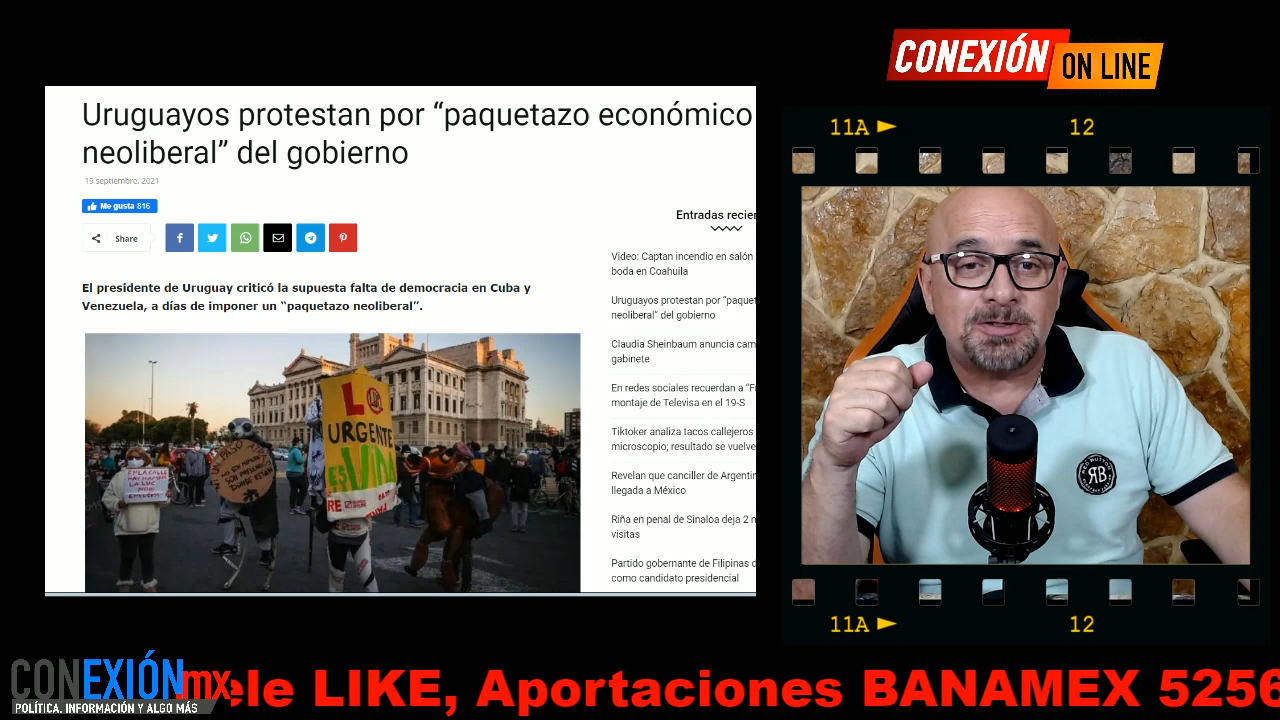 CONEXIÓN
ON LINE
Uruguayos protestan por “paquetazo económico
neoliberal” del gobierno
19 septiembre, 2021
Me gusta 816
Share
El presidente de Uruguay criticó la supuesta falta de democracia en Cuba y
Venezuela, a días de imponer un “paquetazo neoliberal”.
LO
URGENTE
ES
Entradas recien
Video: Captan incendio en salón
boda en Coahuila
Uruguayos protestan por “paquet
neoliberal” del gobierno
Claudia Sheinbaum anuncia cam
gabinete
En redes sociales recuerdan a “F
montaje de Televisa en el 19-S
Tiktoker analiza tacos callejeros
microscopio; resultado se vuelve
Revelan que canciller de Argentin
llegada a México
Riña en penal de Sinaloa deja 2 m
visitas
Partido gobernante de Filipinas d
como candidato presidencial
11A
12
RB
11A
12
CONEXIÓN mx
POLÍTICA, INFORMACIÓN Y ALGO MÁS
ele LIKE, Aportaciones BANAMEX 5256